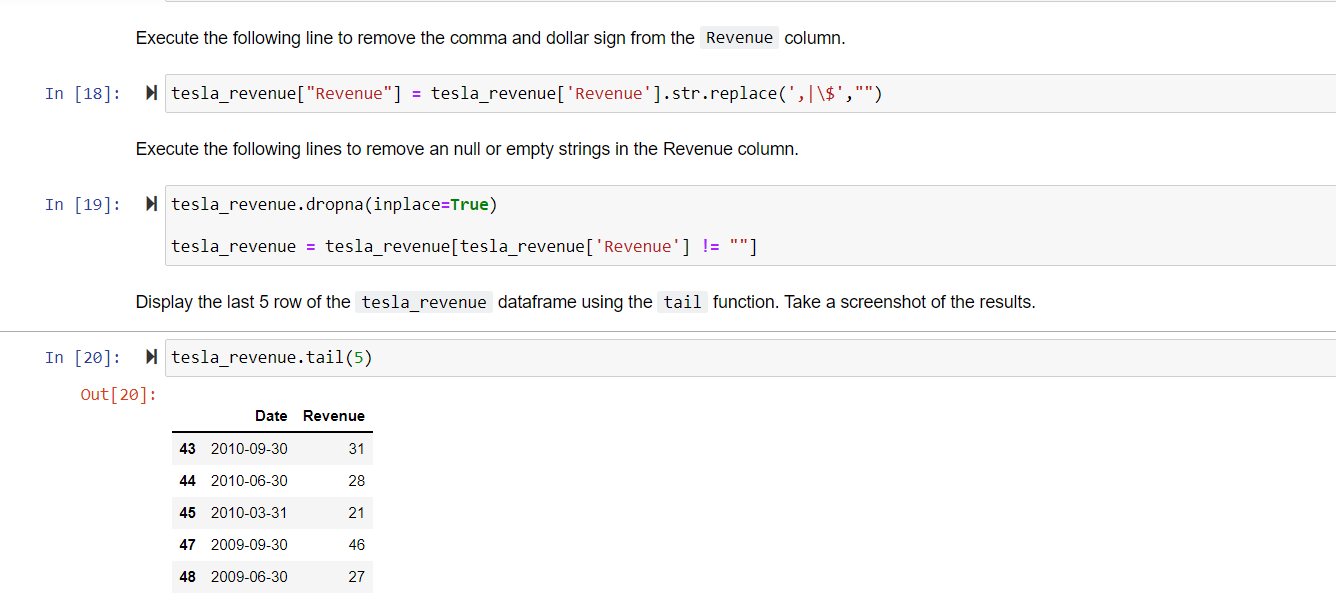 Execute the following line to remove the comma and dollar sign from the Revenue column.
In [18]: tesla_revenue["Revenue"] = tesla_revenue['Revenue'].str.replace(',|\$',"")
Execute the following lines to remove an null or empty strings in the Revenue column.
In [19]: tesla_revenue.dropna(inplace=True)
tesla_revenue = tesla_revenue[tesla_revenue['Revenue'] != ""]
Display the last 5 row of the tesla_revenue dataframe using the tail function. Take a screenshot of the results.
In [20]: tesla_revenue.tail(5)
Out[20]:
Date Revenue
43 2010-09-30 31
44 2010-06-30 28
45 2010-03-31 21
47 2009-09-30 46
48 2009-06-30 27